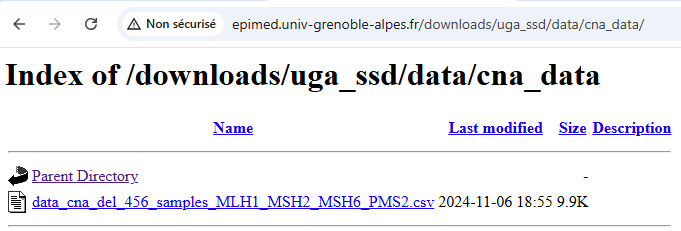 Non sécurisé epimed.univ-grenoble-alpes.fr/downloads/uga_ssd/data/cna_data/
Index of /downloads/uga_ssd/data/cna_data
Name Last modified Size Description
Parent Directory -
data_cna_del_456_samples_MLH1_MSH2_MSH6_PMS2.csv 2024-11-06 18:55 9.9K